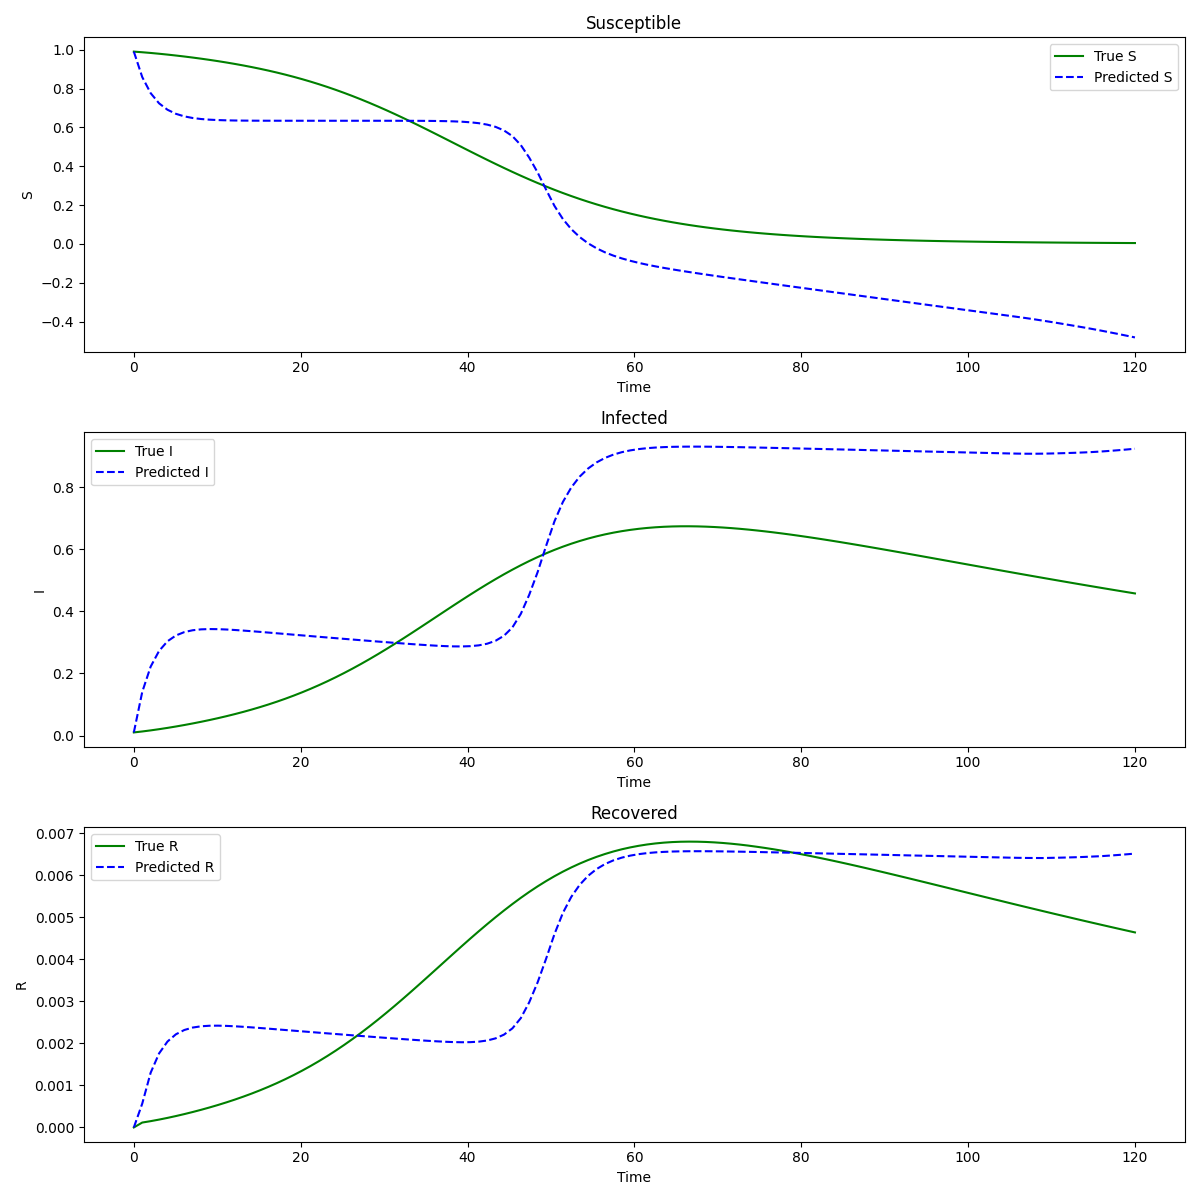 Susceptible
1.0
0.8
0.6
0.4
0.2
0.0
−0.2
−0.4
S
True S
Predicted S
0 20 40 60 80 100 120
Time
Infected
0.8
0.6
0.4
0.2
0.0
I
True I
Predicted I
0 20 40 60 80 100 120
Time
Recovered
0.007
0.006
0.005
0.004
0.003
0.002
0.001
0.000
R
True R
Predicted R
0 20 40 60 80 100 120
Time